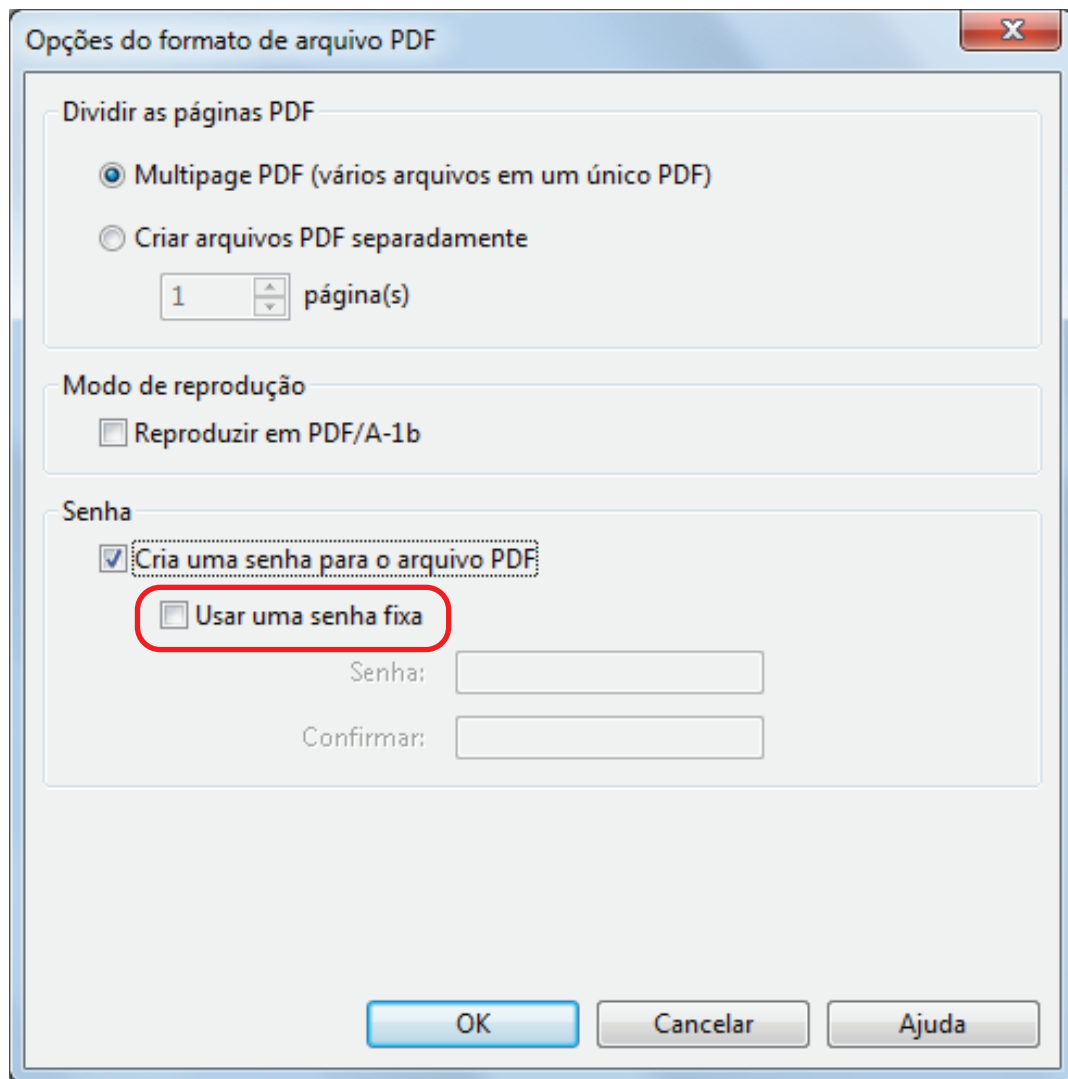 Opções do formato de arquivo PDF
Dividir as páginas PDF
Multipage PDF (vários arquivos em um único PDF)
Criar arquivos PDF separadamente
1 página(s)
Modo de reprodução
Reproduzir em PDF/A-1b
Senha
Cria uma senha para o arquivo PDF
Usar uma senha fixa
Senha:
Confirmar:
OK Cancelar Ajuda